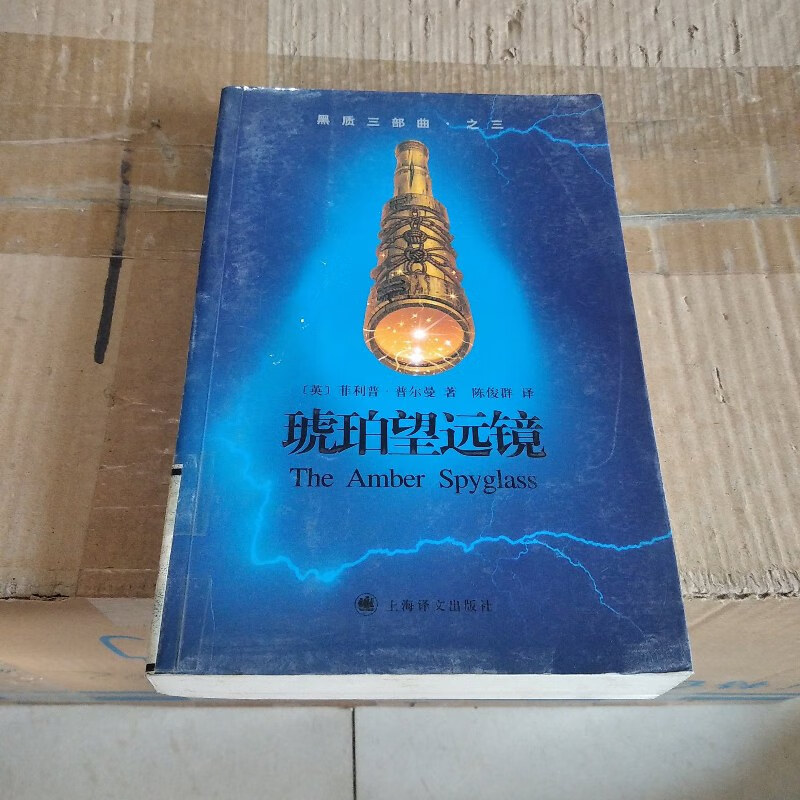 黑质三部曲·之三
〔英〕菲利普·普尔曼 著 陈俊群 译
琥珀望远镜
The Amber Spyglass
上海译文出版社